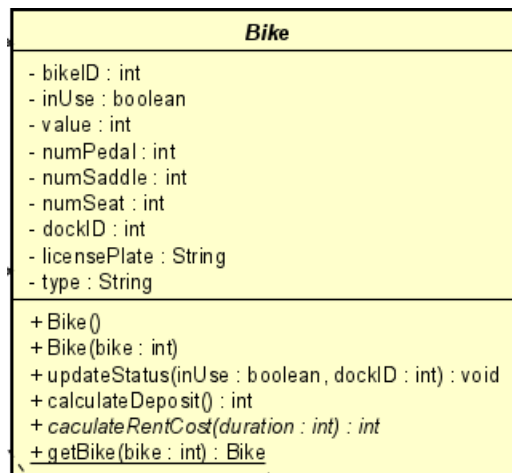 Bike
- bikeID : int
- inUse : boolean
- value : int
- numPedal : int
- numSaddle : int
- numSeat : int
- dockID : int
- licensePlate : String
- type : String
+ Bike()
+ Bike(bike : int)
+ updateStatus(inUse : boolean, dockID : int) : void
+ calculateDeposit() : int
+ caculateRentCost(duration : int) : int
+ getBike(bike : int) : Bike